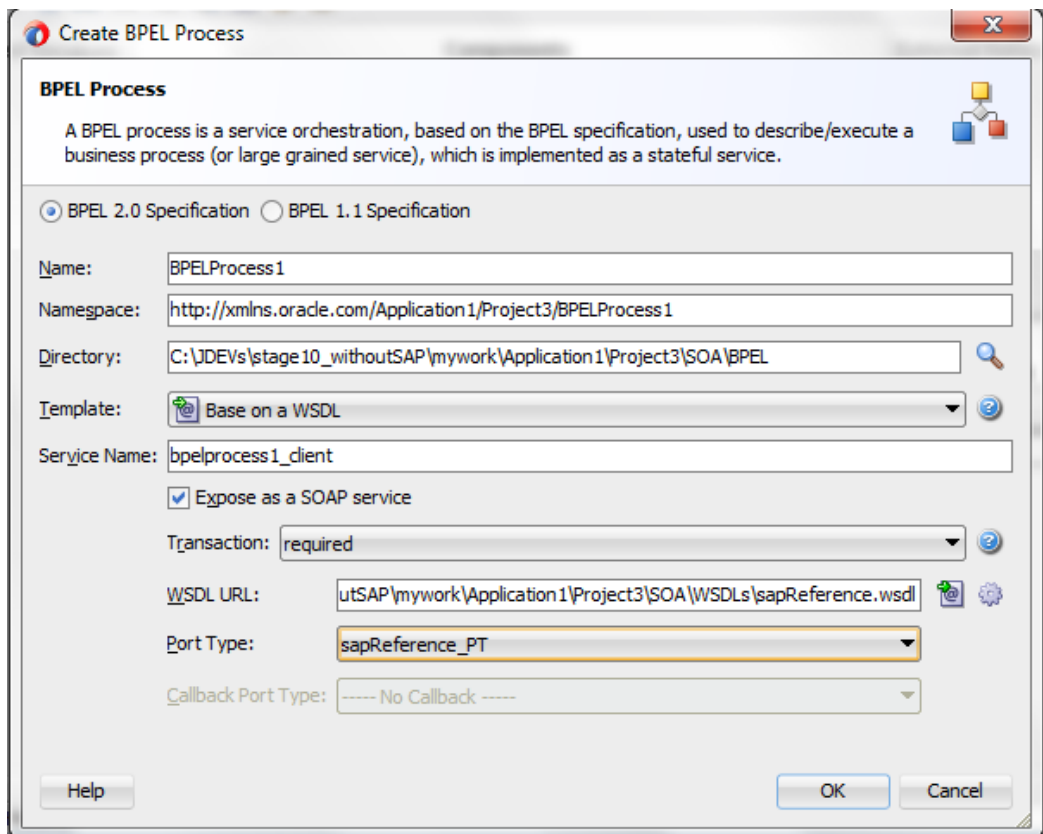 Create BPEL Process
BPEL Process
A BPEL process is a service orchestration, based on the BPEL specification, used to describe/execute a
business process (or large grained service), which is implemented as a stateful service.
BPEL 2.0 Specification BPEL 1.1 Specification
Name: BPELProcess1
Namespace: http://xmlns.oracle.com/Application1/Project3/BPELProcess1
Directory: C:\JDEVs\stage10_withoutSAP\mywork\Application1\Project3\SOA\BPEL
Template: Base on a WSDL
Service Name: bpelprocess1_client
Expose as a SOAP service
Transaction: required
WSDL URL: utSAP\mywork\Application1\Project3\SOA\WSDLs\sapReference.wsdl
Port Type: sapReference_PT
Callback Port Type: ----- No Callback -----
Help OK Cancel